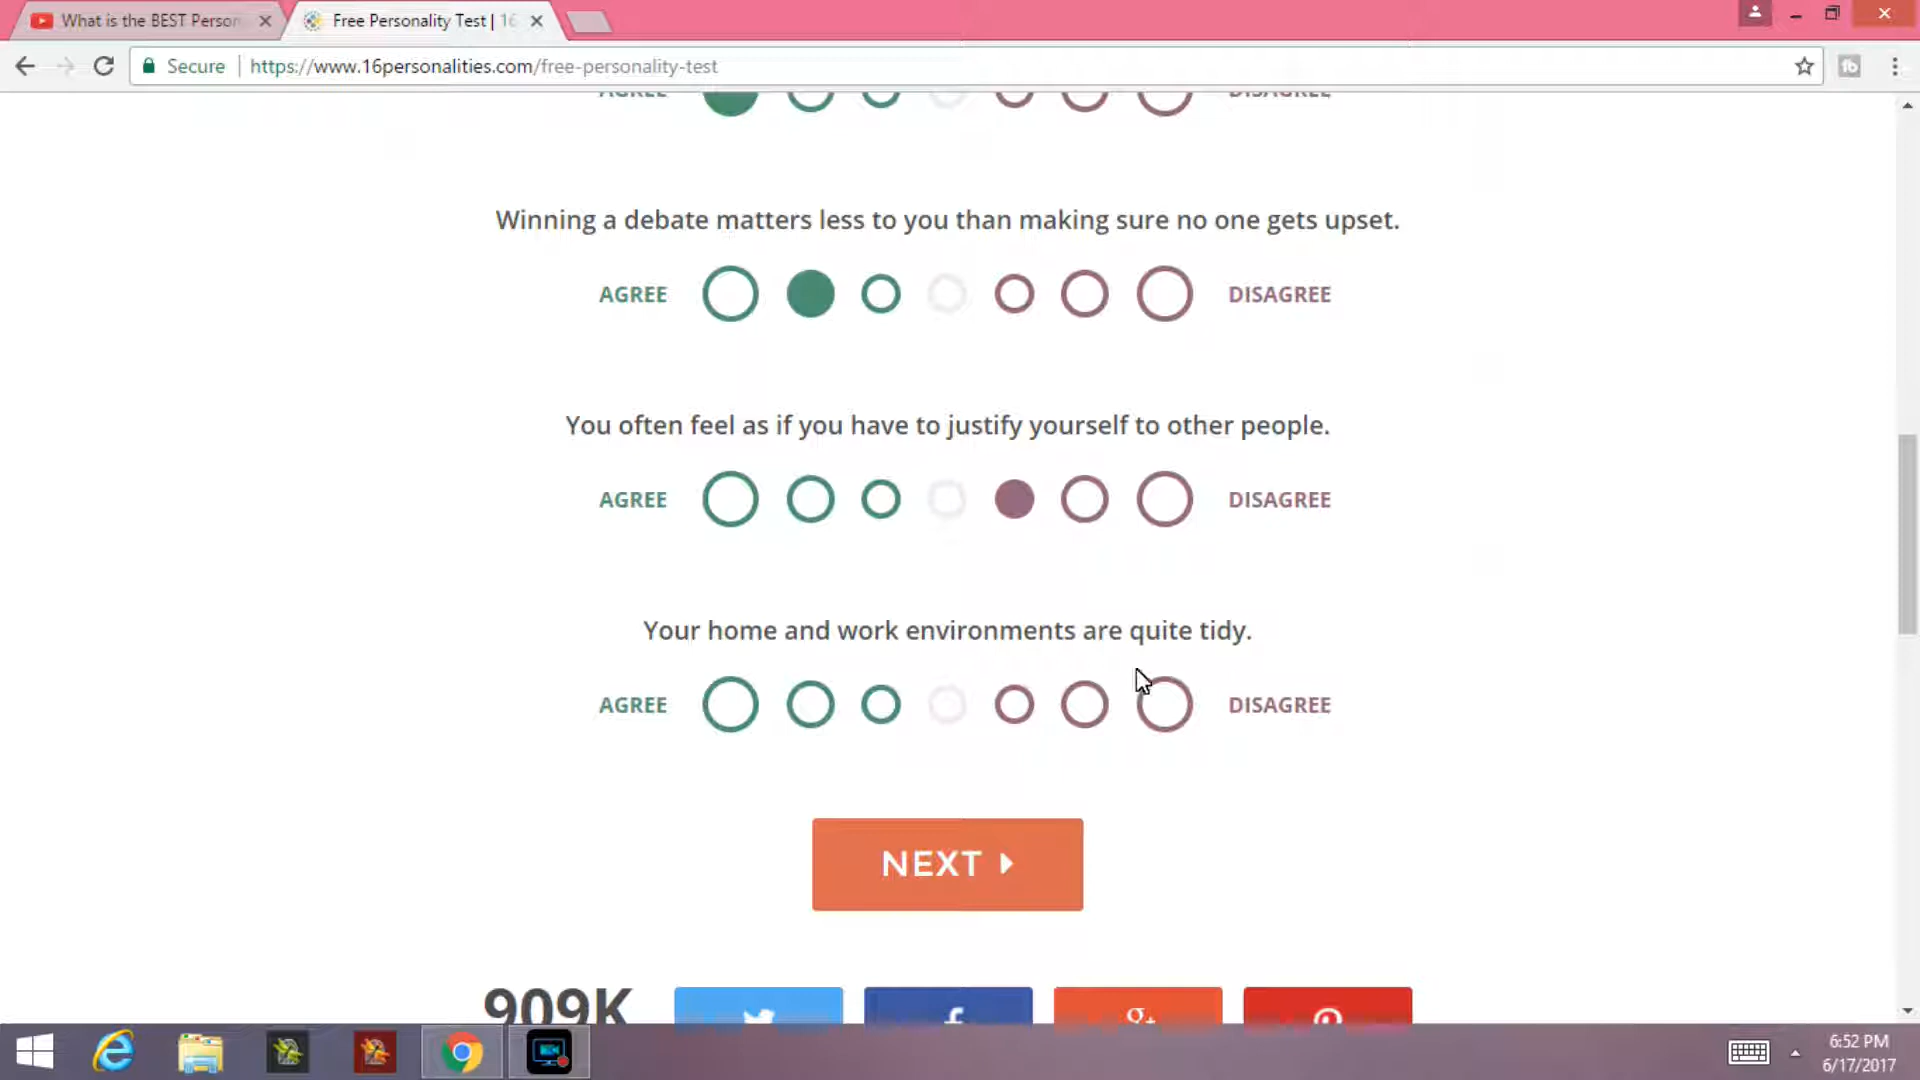 What is the BEST Person
Free Personality Test | 16
Secure
https://www.16personalities.com/free-personality-test
AGREE
DISAGREE
Winning a debate matters less to you than making sure no one gets upset.
AGREE
DISAGREE
You often feel as if you have to justify yourself to other people.
AGREE
DISAGREE
Your home and work environments are quite tidy.
AGREE
DISAGREE
NEXT
909K
6:52 PM
6/17/2017